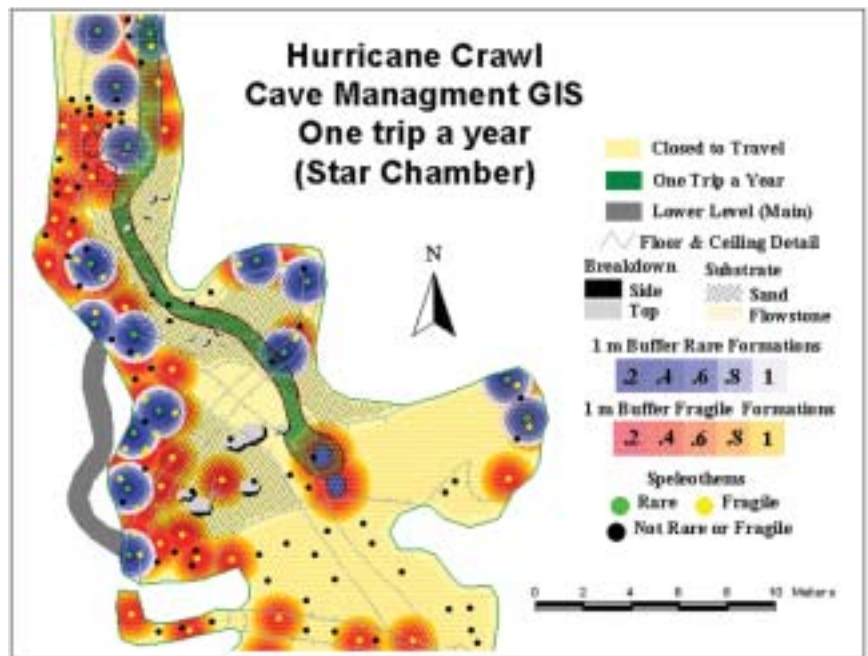 Hurricane Crawl
Cave Managment GIS
One trip a year
(Star Chamber)
Closed to Travel
One Trip a Year
Lower Level (Main)
Floor & Ceiling Detail
N
Breakdown Substrate
Side Sand
Top Flowstone
1 m Buffer Rare Formations
.2 .4 .6 .8 1
1 m Buffer Fragile Formations
.2 .4 .6 .8 1
Speleothems
Rare Fragile
Not Rare or Fragile
0 2 4 6 8 10 Meters